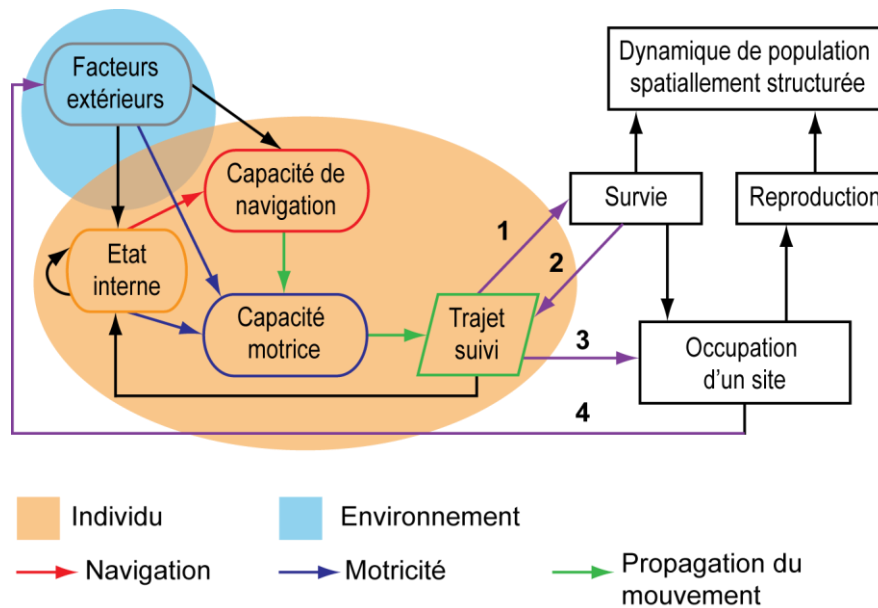 Facteurs
extérieurs
Dynamique de population
spatiallement structurée
Capacité de
navigation
Survie
Reproduction
1
2
Etat
interne
Capacité
motrice
Trajet
suivi
3
Occupation
d'un site
4
Individu
Environnement
Navigation
Motricité
Propagation du
mouvement